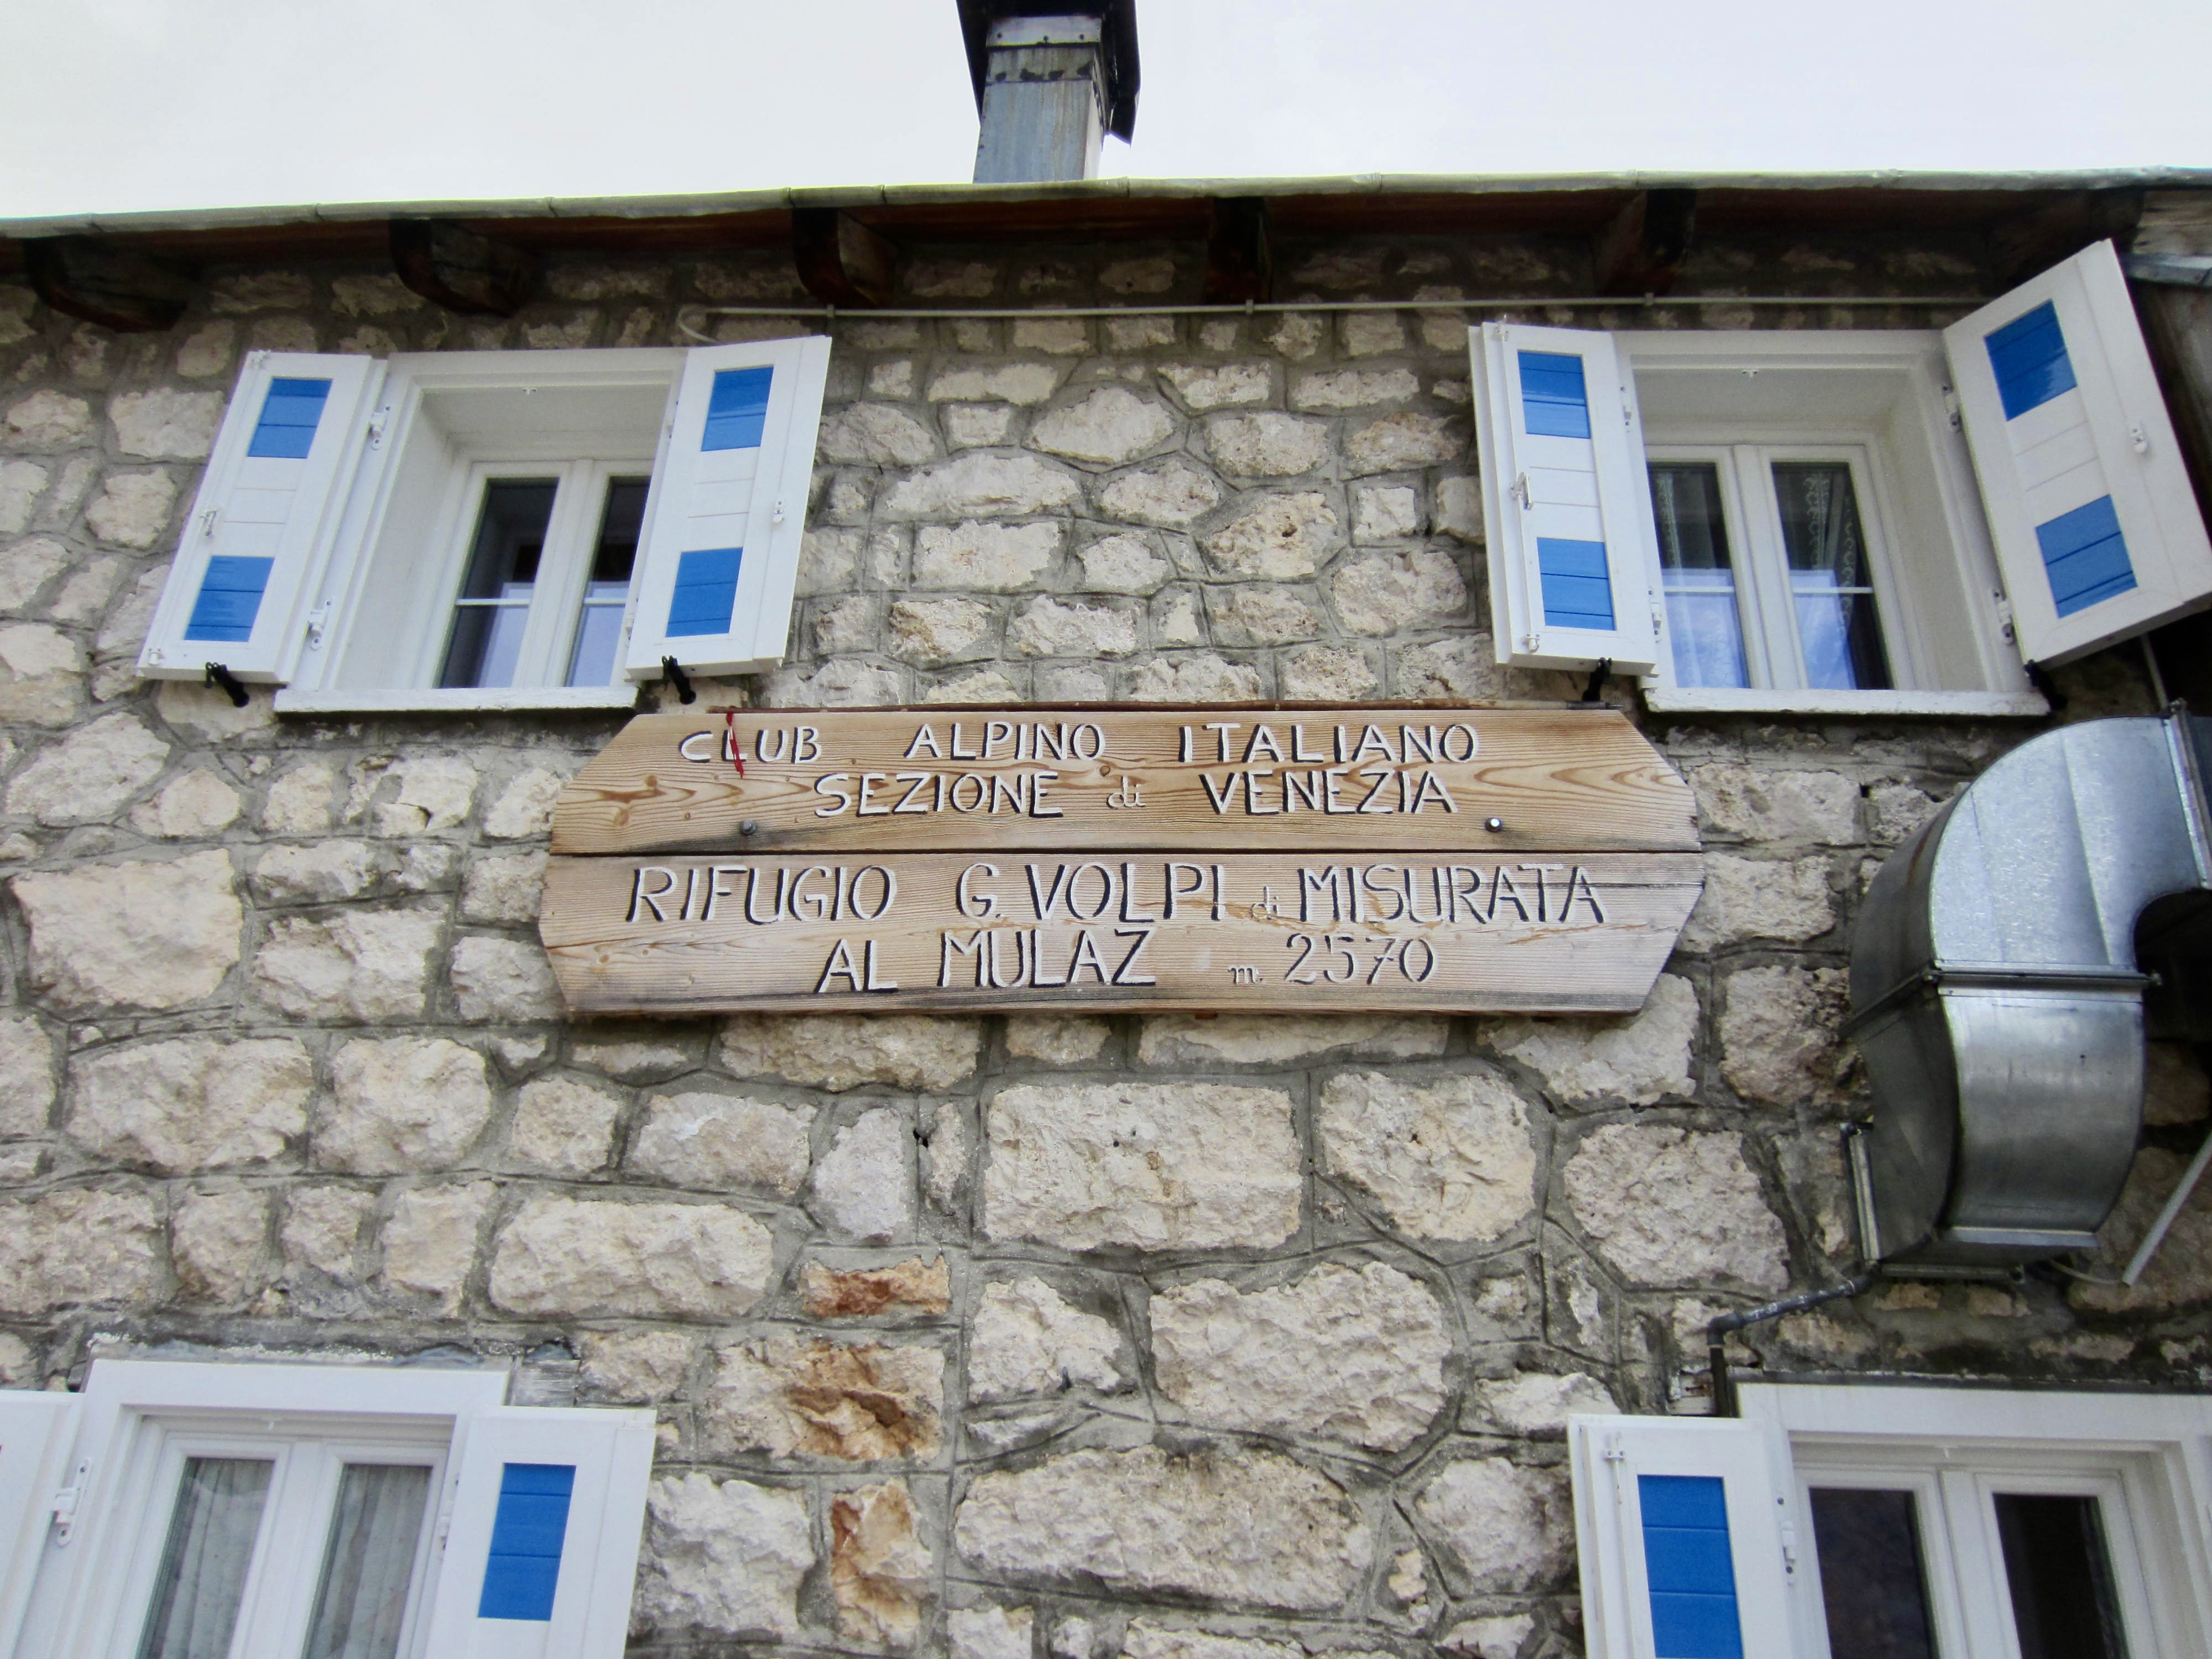 CLUB ALPINO ITALIANO
SEZIONE di VENEZIA
RIFUGIO G. VOLPI di MISURATA
AL MULAZ m. 2570